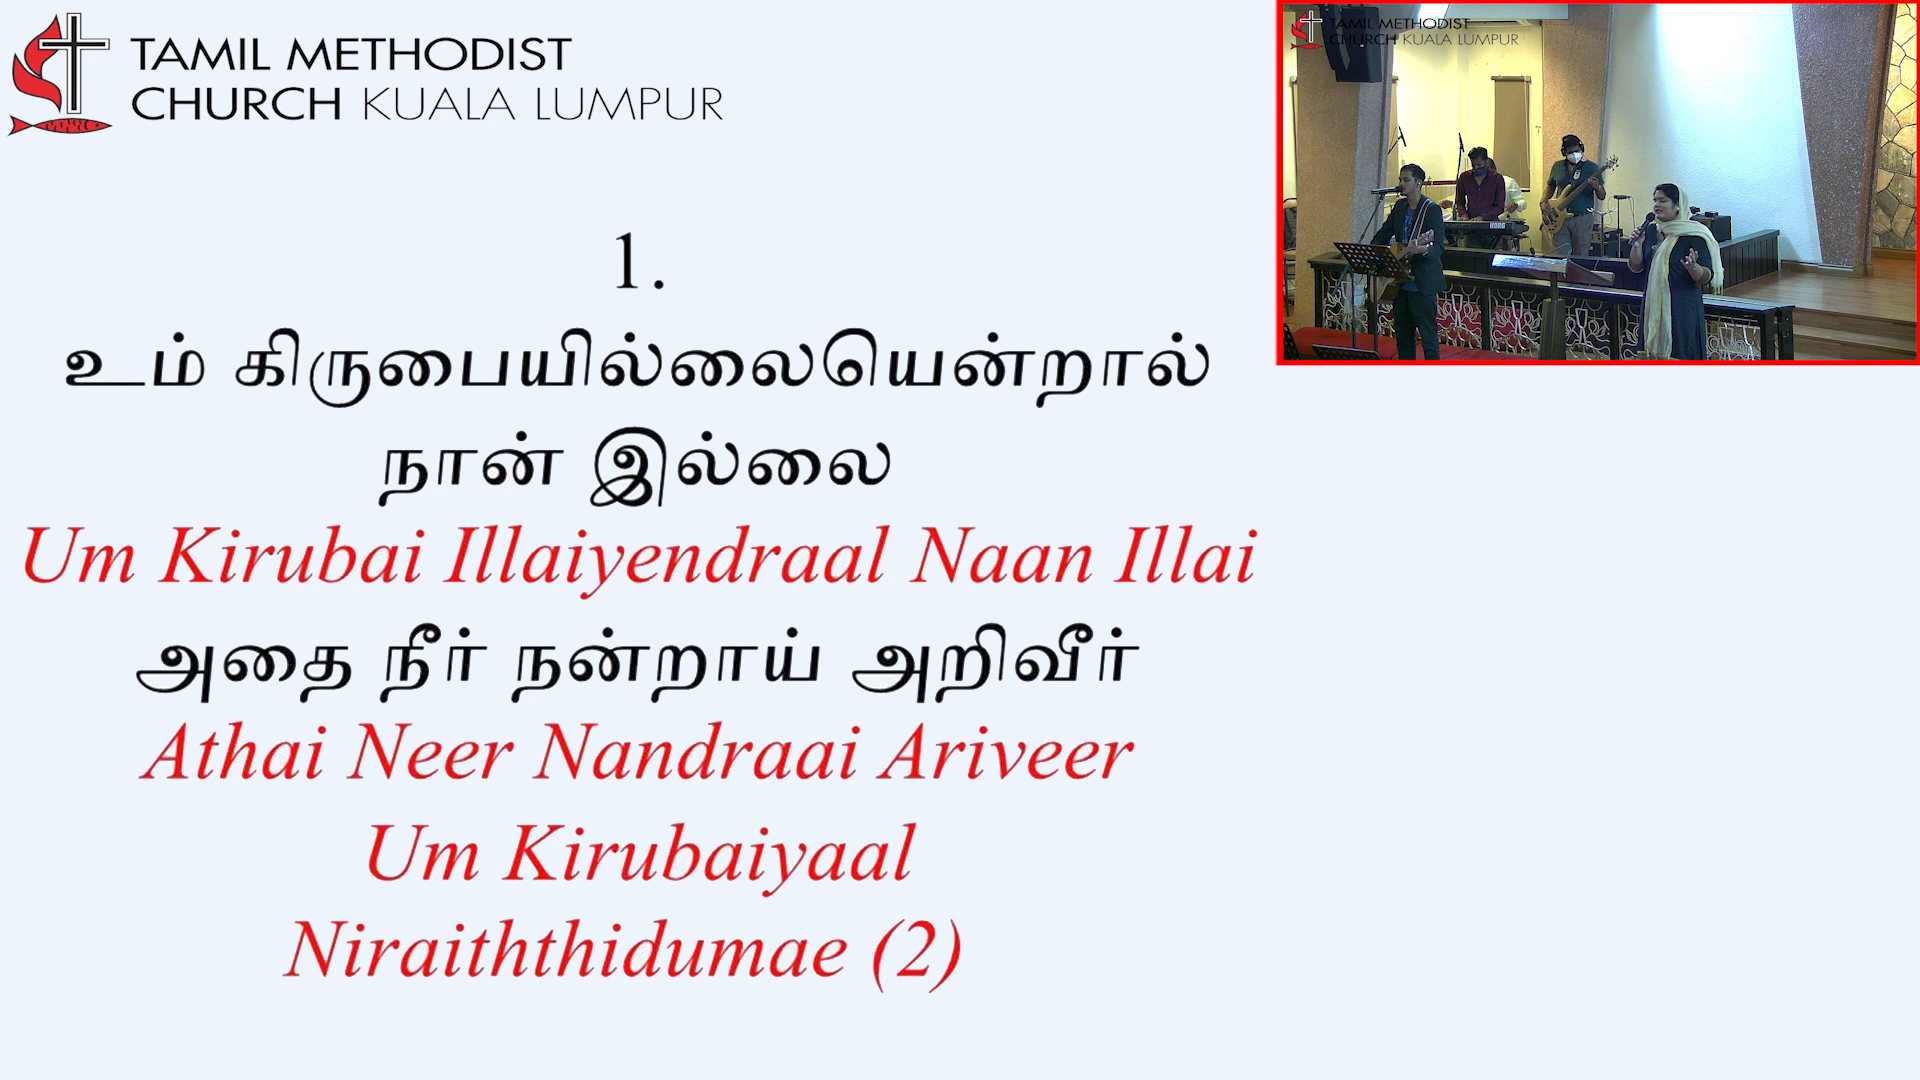 TAMIL METHODIST
CHURCH KUALA LUMPUR
1.
உம் கிருபையில்லையென்றால்
நான் இல்லை
Um Kirubai Illaiyendraal Naan Illai
அதை நீர் நன்றாய் அறிவீர்
Athai Neer Nandraai Ariveer
Um Kirubaiyaal
Niraiththidumae (2)
TAMIL METHODIST
CHURCH KUALA LUMPUR
KORG